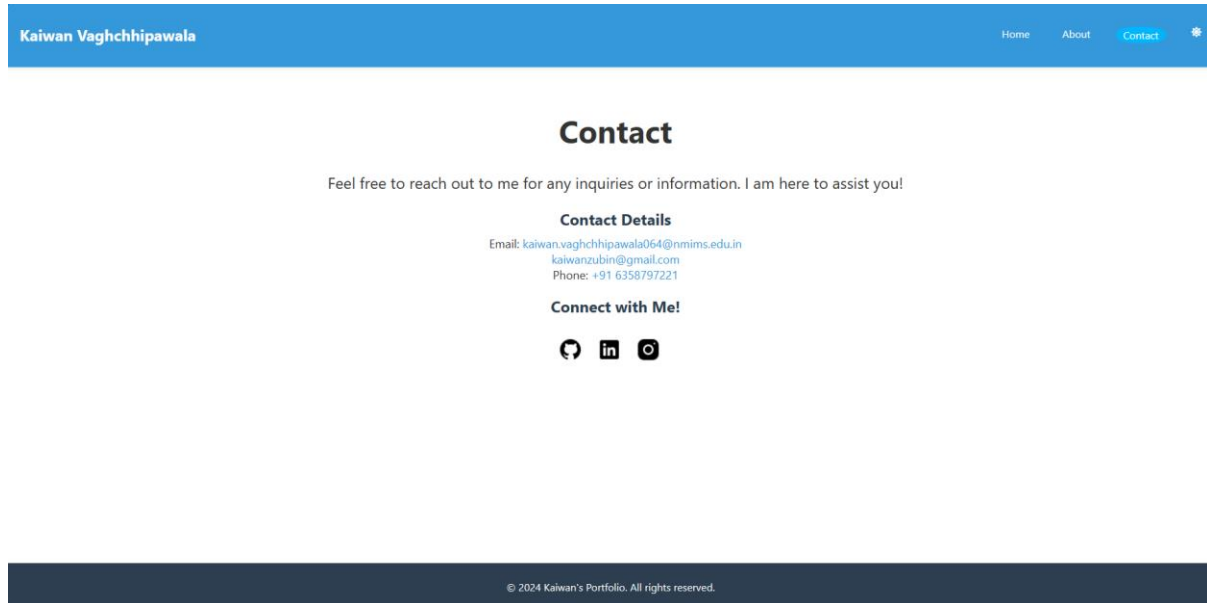 Kaiwan Vaghchhipawala
Home About Contact
Contact
Feel free to reach out to me for any inquiries or information. I am here to assist you!
Contact Details
Email: kaiwan.vaghchhipawala064@nmims.edu.in
kaiwanzubin@gmail.com
Phone: +91 6358797221
Connect with Me!
in
© 2024 Kaiwan's Portfolio. All rights reserved.